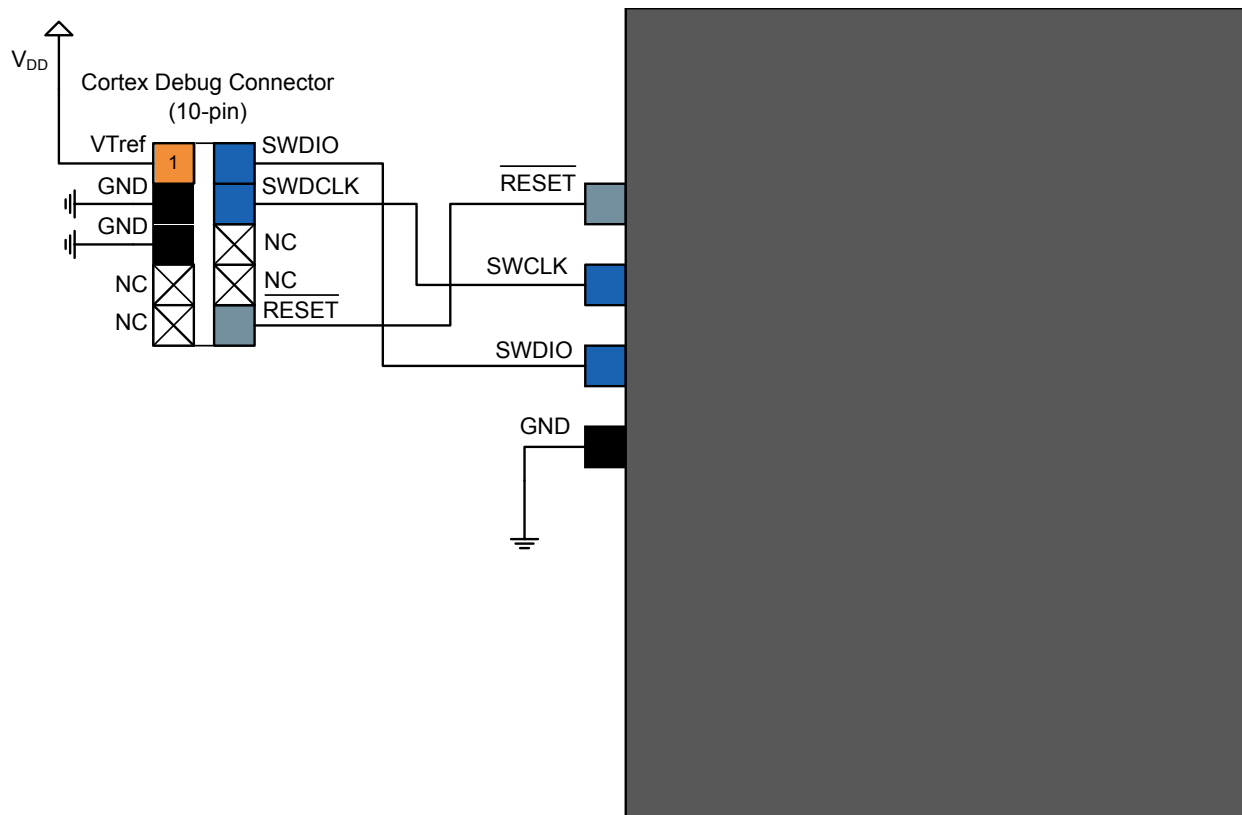 V_DD
Cortex Debug Connector
(10-pin)
VTref
1
SWDIO
GND
SWDCLK
GND
NC
NC
NC
NC
RESET
RESET
SWCLK
SWDIO
GND